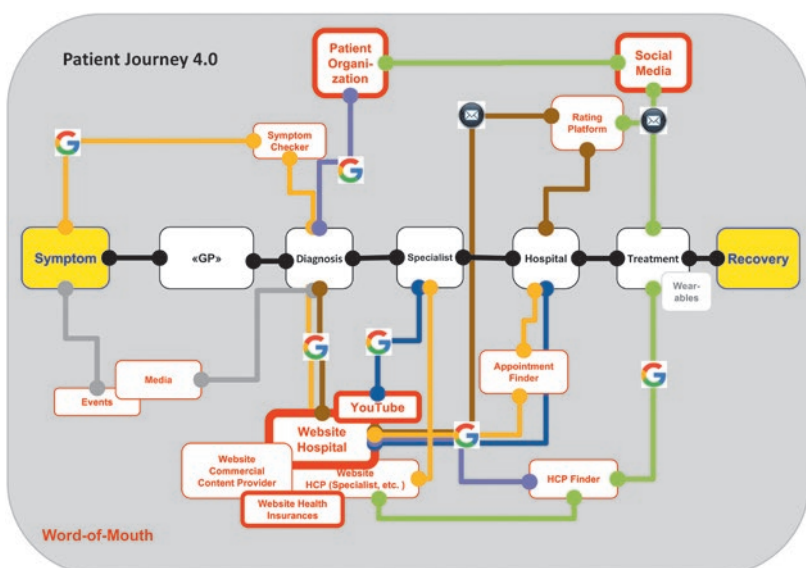 Patient Journey 4.0
Patient
Organi-
zation
Social
Media
Symptom
Checker
Rating
Platform
G
G
Symptom
«GP»
Diagnosis
Specialist
Hospital
Treatment
Recovery
Wear-
ables
G
G
G
Events
Media
Appointment
Finder
YouTube
Website
Hospital
G
Website
Commercial
Content Provider
Website
HCP (Specialist, etc. )
HCP Finder
Website Health
Insurances
Word-of-Mouth